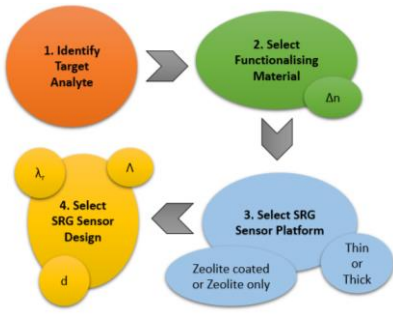 1. Identify
Target
Analyte
2. Select
Functionalising
Material
Δn
3. Select SRG
Sensor Platform
Zeolite coated
or Zeolite only
Thin
or
Thick
4. Select
SRG Sensor
Design
λr
Λ
d